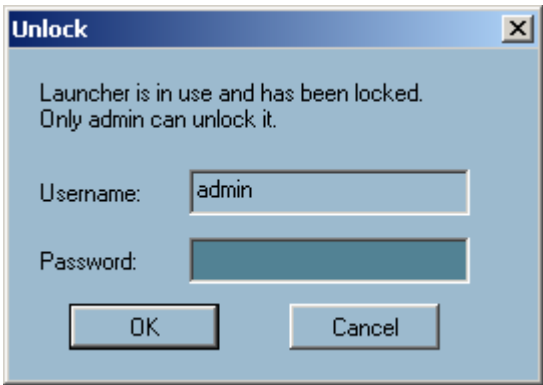 Unlock
Launcher is in use and has been locked.
Only admin can unlock it.
Username: admin
Password:
OK Cancel